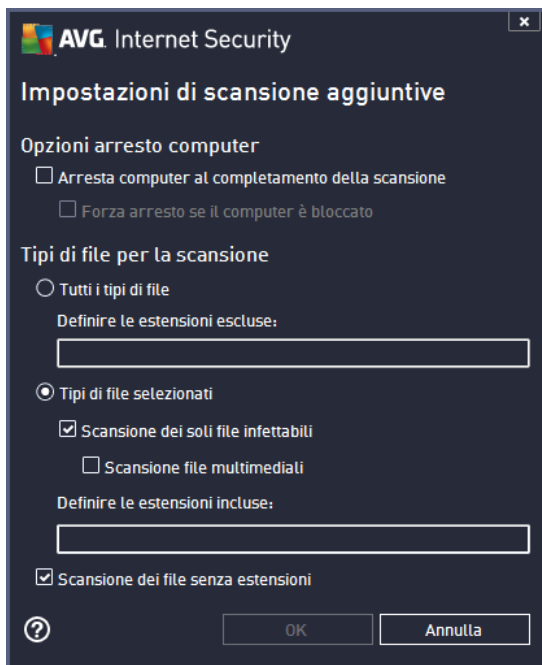 AVG. Internet Security
Impostazioni di scansione aggiuntive
Opzioni arresto computer
Arresta computer al completamento della scansione
Forza arresto se il computer è bloccato
Tipi di file per la scansione
Tutti i tipi di file
Definire le estensioni escluse:
Tipi di file selezionati
Scansione dei soli file infettabili
Scansione file multimediali
Definire le estensioni incluse:
Scansione dei file senza estensioni
? OK Annulla